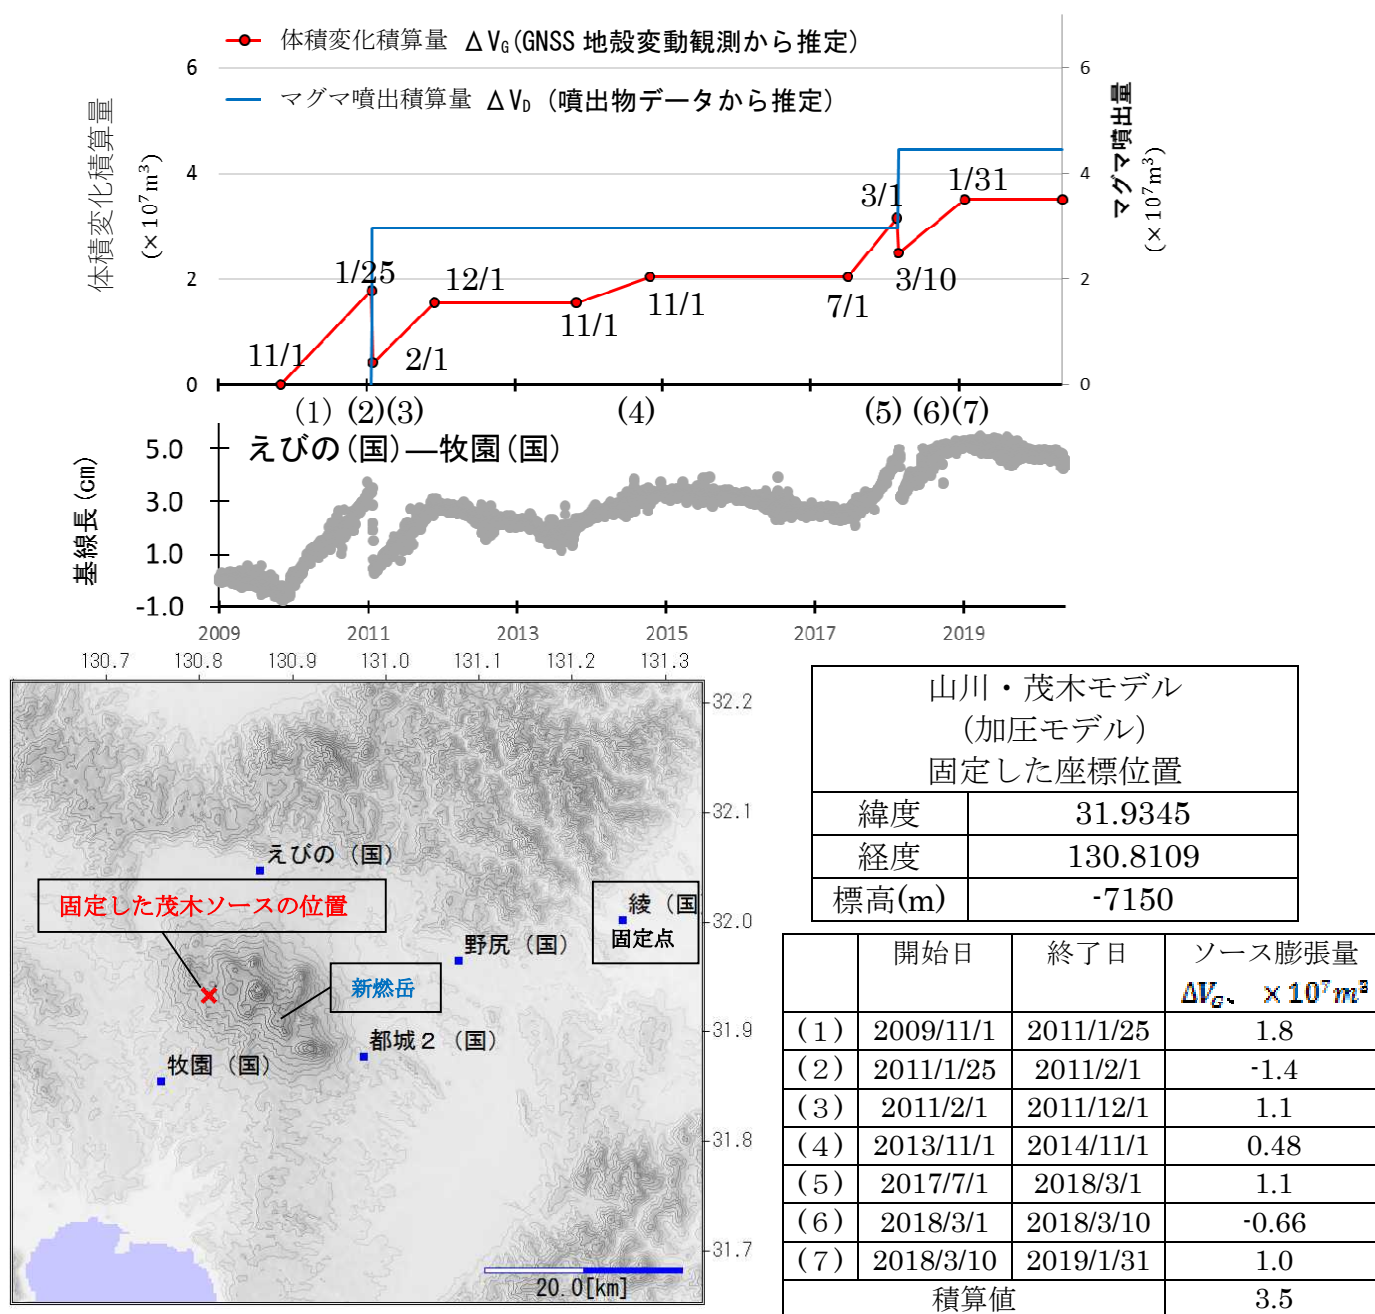 体積変化積算量 ΔV_G(GNSS 地殻変動観測から推定)
マグマ噴出積算量 ΔV_D (噴出物データから推定)
体積変化積算量
(×10⁷m³)
マグマ噴出量
(×10⁷m³)
6
4
2
0
6
4
2
0
11/1
1/25
2/1
12/1
11/1
11/1
7/1
3/1
3/10
1/31
(1) (2)(3) (4) (5) (6)(7)
えびの(国)―牧園(国)
基線長(cm)
5.0
3.0
1.0
-1.0
2009 2011 2013 2015 2017 2019
130.7 130.8 130.9 131.0 131.1 131.2 131.3
32.2
32.1
32.0
31.9
31.8
31.7
えびの (国)
固定した茂木ソースの位置
綾 (国
固定点
野尻 (国)
新燃岳
都城2 (国)
牧園 (国)
20.0[km]
山川・茂木モデル
(加圧モデル)
固定した座標位置
緯度 31.9345
経度 130.8109
標高(m) -7150
開始日 終了日 ソース膨張量
ΔV_G、 ×10⁷m³
(1) 2009/11/1 2011/1/25 1.8
(2) 2011/1/25 2011/2/1 -1.4
(3) 2011/2/1 2011/12/1 1.1
(4) 2013/11/1 2014/11/1 0.48
(5) 2017/7/1 2018/3/1 1.1
(6) 2018/3/1 2018/3/10 -0.66
(7) 2018/3/10 2019/1/31 1.0
積算値 3.5